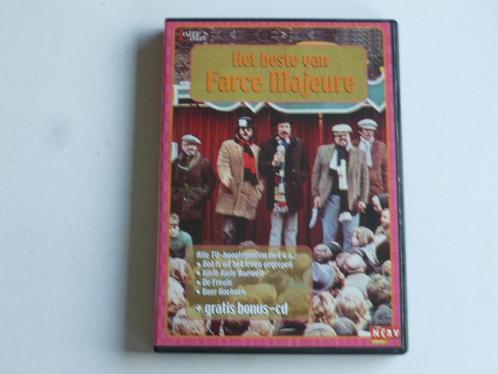 Het beste van
Farce Majeure
Alle TV-hoogtepunten met o.a.:
• Dat is uit het leven gegrepen
• Kiele Kiele Koeweit
• De Freule
• Boer Koekoek
+ gratis bonus-cd
NCRV